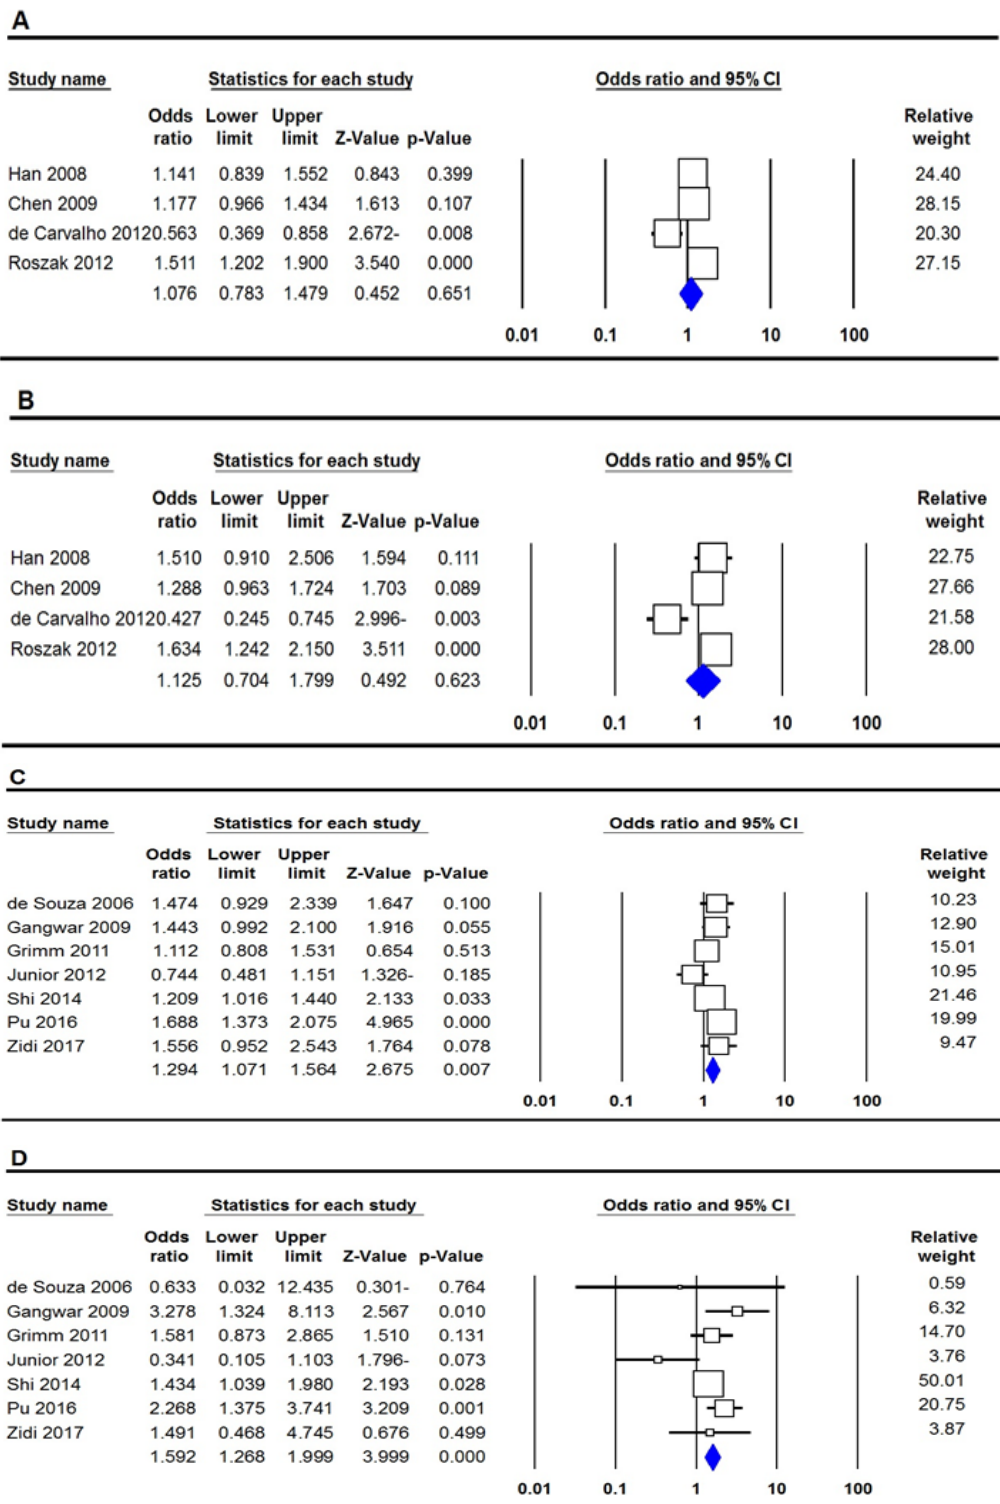 A
Study name Statistics for each study Odds ratio and 95% CI
Odds Lower Upper Relative
ratio limit limit Z-Value p-Value weight
Han 2008 1.141 0.839 1.552 0.843 0.399 24.40
Chen 2009 1.177 0.966 1.434 1.613 0.107 28.15
de Carvalho 20120.563 0.369 0.858 2.672- 0.008 20.30
Roszak 2012 1.511 1.202 1.900 3.540 0.000 27.15
1.076 0.783 1.479 0.452 0.651
0.01 0.1 1 10 100
B
Study name Statistics for each study Odds ratio and 95% CI
Odds Lower Upper Relative
ratio limit limit Z-Value p-Value weight
Han 2008 1.510 0.910 2.506 1.594 0.111 22.75
Chen 2009 1.288 0.963 1.724 1.703 0.089 27.66
de Carvalho 20120.427 0.245 0.745 2.996- 0.003 21.58
Roszak 2012 1.634 1.242 2.150 3.511 0.000 28.00
1.125 0.704 1.799 0.492 0.623
0.01 0.1 1 10 100
C
Study name Statistics for each study Odds ratio and 95% CI
Odds Lower Upper Relative
ratio limit limit Z-Value p-Value weight
de Souza 2006 1.474 0.929 2.339 1.647 0.100 10.23
Gangwar 2009 1.443 0.992 2.100 1.916 0.055 12.90
Grimm 2011 1.112 0.808 1.531 0.654 0.513 15.01
Junior 2012 0.744 0.481 1.151 1.326- 0.185 10.95
Shi 2014 1.209 1.016 1.440 2.133 0.033 21.46
Pu 2016 1.688 1.373 2.075 4.965 0.000 19.99
Zidi 2017 1.556 0.952 2.543 1.764 0.078 9.47
1.294 1.071 1.564 2.675 0.007
0.01 0.1 1 10 100
D
Study name Statistics for each study Odds ratio and 95% CI
Odds Lower Upper Relative
ratio limit limit Z-Value p-Value weight
de Souza 2006 0.633 0.032 12.435 0.301- 0.764 0.59
Gangwar 2009 3.278 1.324 8.113 2.567 0.010 6.32
Grimm 2011 1.581 0.873 2.865 1.510 0.131 14.70
Junior 2012 0.341 0.105 1.103 1.796- 0.073 3.76
Shi 2014 1.434 1.039 1.980 2.193 0.028 50.01
Pu 2016 2.268 1.375 3.741 3.209 0.001 20.75
Zidi 2017 1.491 0.468 4.745 0.676 0.499 3.87
1.592 1.268 1.999 3.999 0.000
0.01 0.1 1 10 100